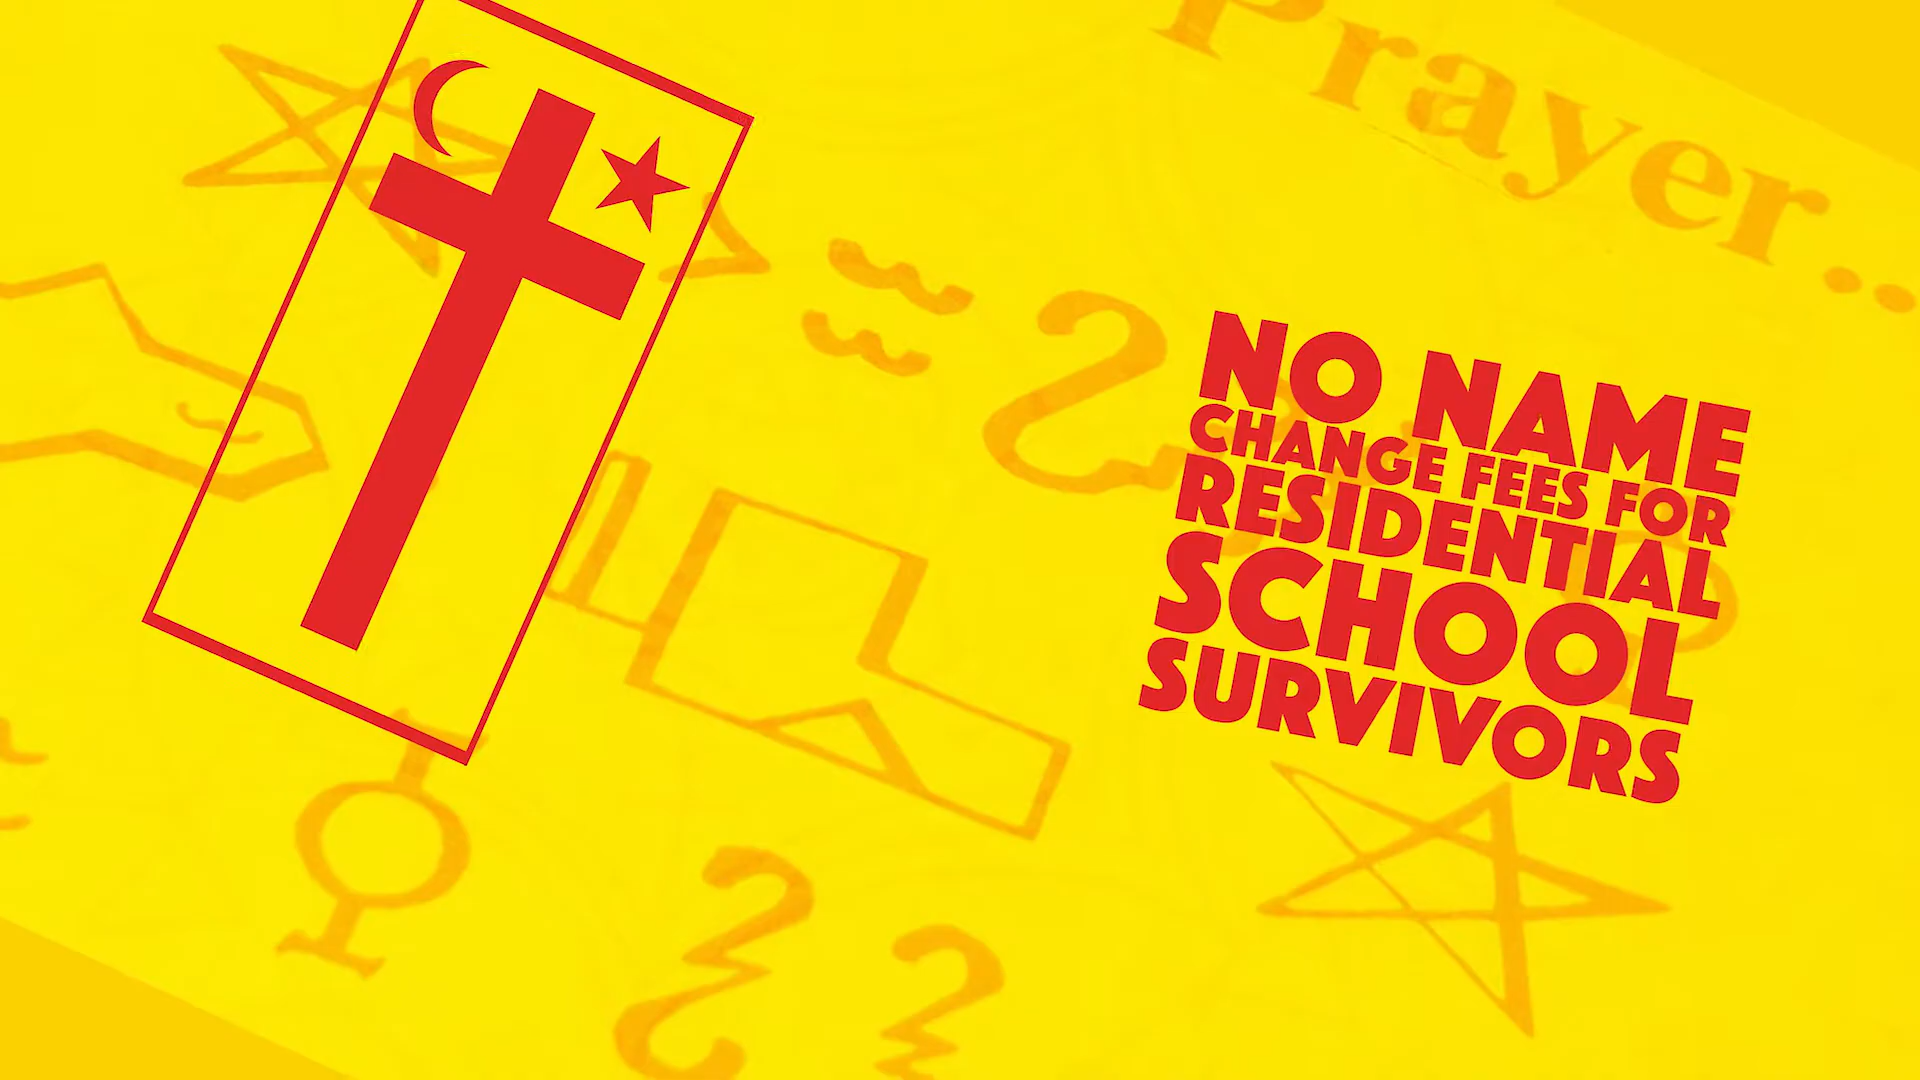 Prayer..
NO NAME
CHANGE FEES FOR
RESIDENTIAL
SCHOOL
SURVIVORS